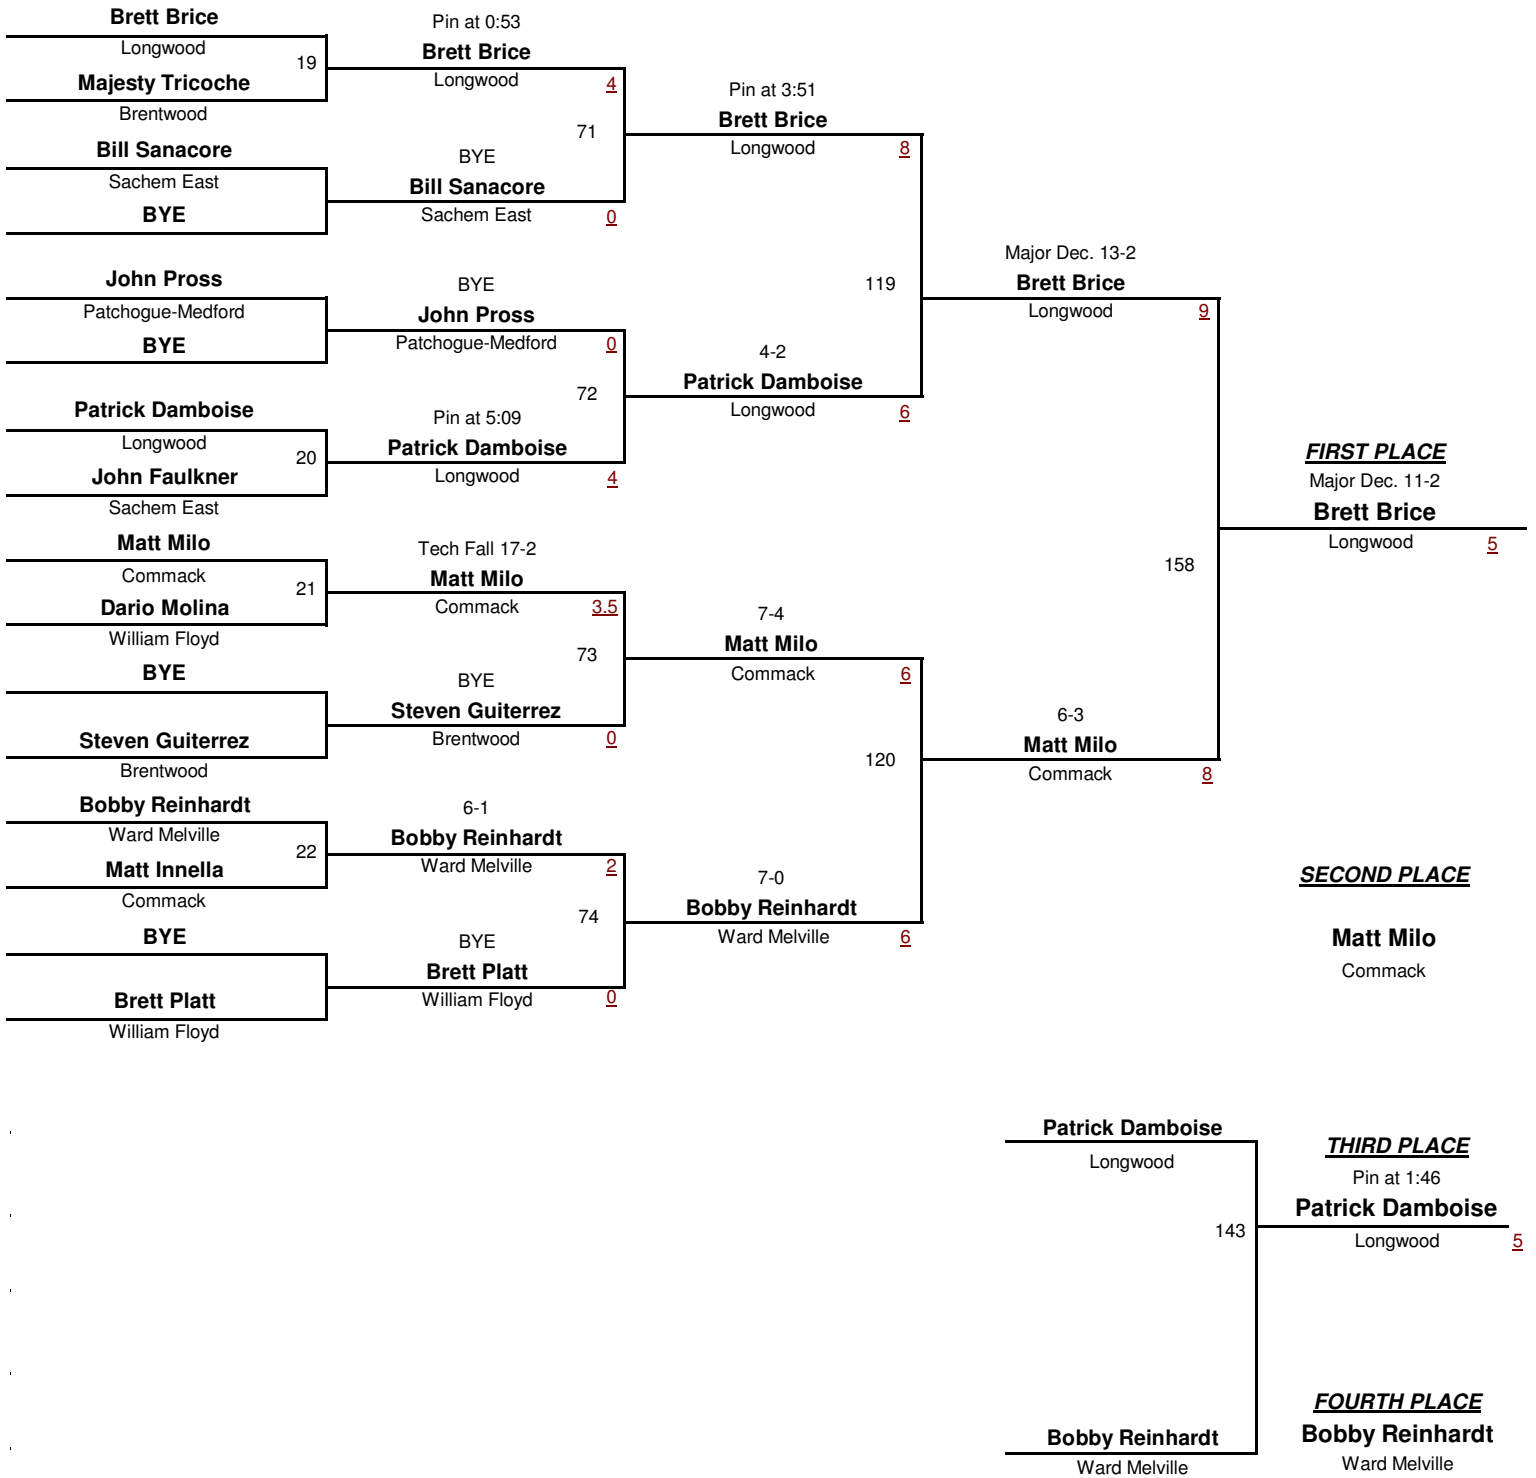 Brett Brice
Longwood
19
Majesty Tricoche
Brentwood
Bill Sanacore
Sachem East
BYE
John Pross
Patchogue-Medford
BYE
Patrick Damboise
Longwood
20
John Faulkner
Sachem East
Matt Milo
Commack
21
Dario Molina
William Floyd
BYE
Steven Guiterrez
Brentwood
Bobby Reinhardt
Ward Melville
22
Matt Innella
Commack
BYE
Brett Platt
William Floyd
Pin at 0:53
Brett Brice
Longwood 4
71
BYE
Bill Sanacore
Sachem East 0
BYE
John Pross
Patchogue-Medford 0
72
Pin at 5:09
Patrick Damboise
Longwood 4
Tech Fall 17-2
Matt Milo
Commack 3.5
73
BYE
Steven Guiterrez
Brentwood 0
6-1
Bobby Reinhardt
Ward Melville 2
74
BYE
Brett Platt
William Floyd 0
Pin at 3:51
Brett Brice
Longwood 8
119
4-2
Patrick Damboise
Longwood 6
7-4
Matt Milo
Commack 6
120
7-0
Bobby Reinhardt
Ward Melville 6
Major Dec. 13-2
Brett Brice
Longwood 9
158
6-3
Matt Milo
Commack 8
FIRST PLACE
Major Dec. 11-2
Brett Brice
Longwood 5
SECOND PLACE
Matt Milo
Commack
Patrick Damboise
Longwood
143
Bobby Reinhardt
Ward Melville
THIRD PLACE
Pin at 1:46
Patrick Damboise
Longwood 5
FOURTH PLACE
Bobby Reinhardt
Ward Melville